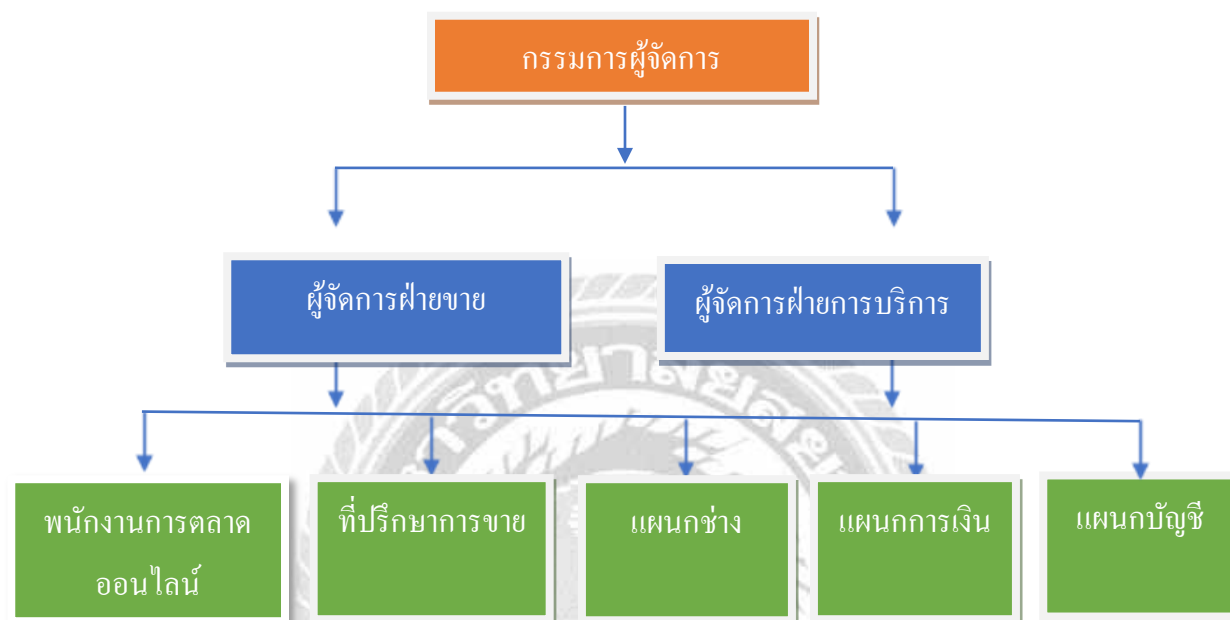 กรรมการผู้จัดการ
ผู้จัดการฝ่ายขาย
ผู้จัดการฝ่ายการบริการ
พนักงานการตลาด
ออนไลน์
ที่ปรึกษาการขาย
แผนกช่าง
แผนกการเงิน
แผนกบัญชี